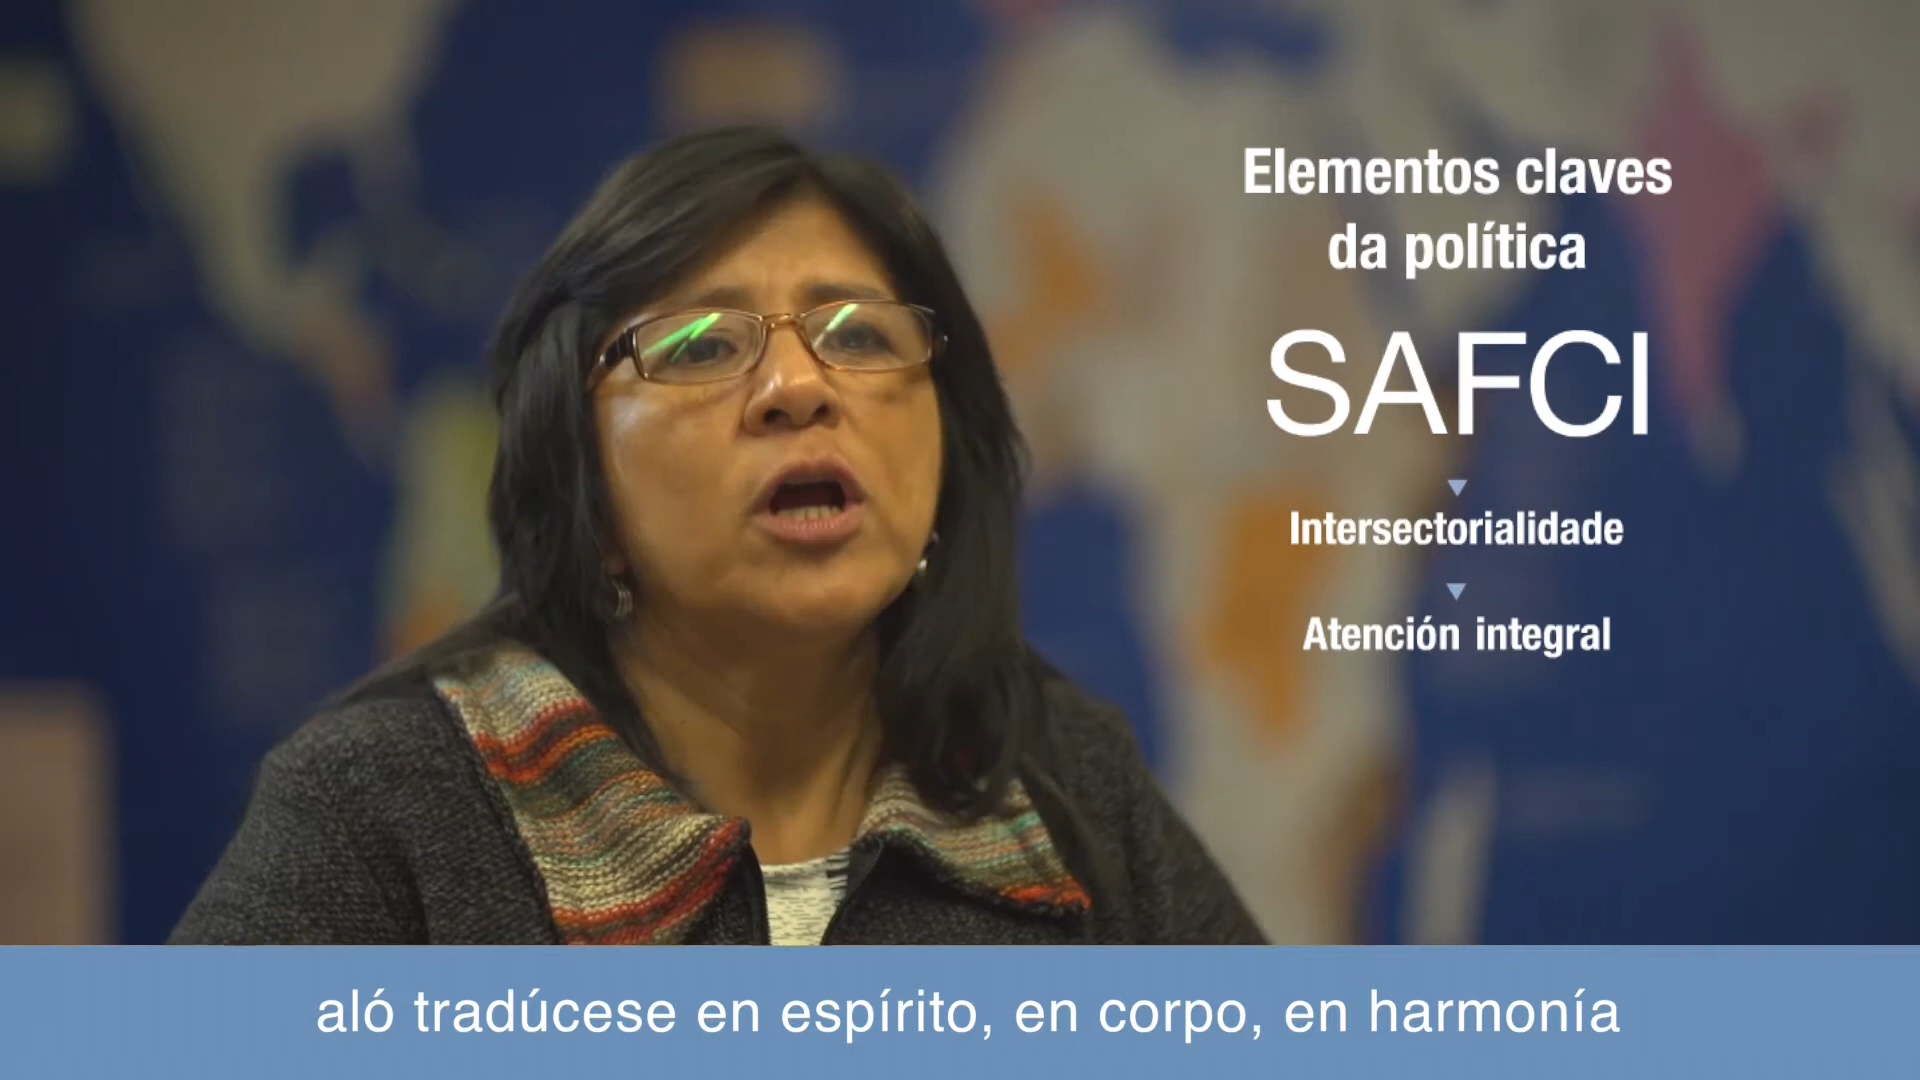 Elementos claves
da política
SAFCI
Intersectorialidade
Atención integral
aló tradúcese en espírito, en corpo, en harmonía